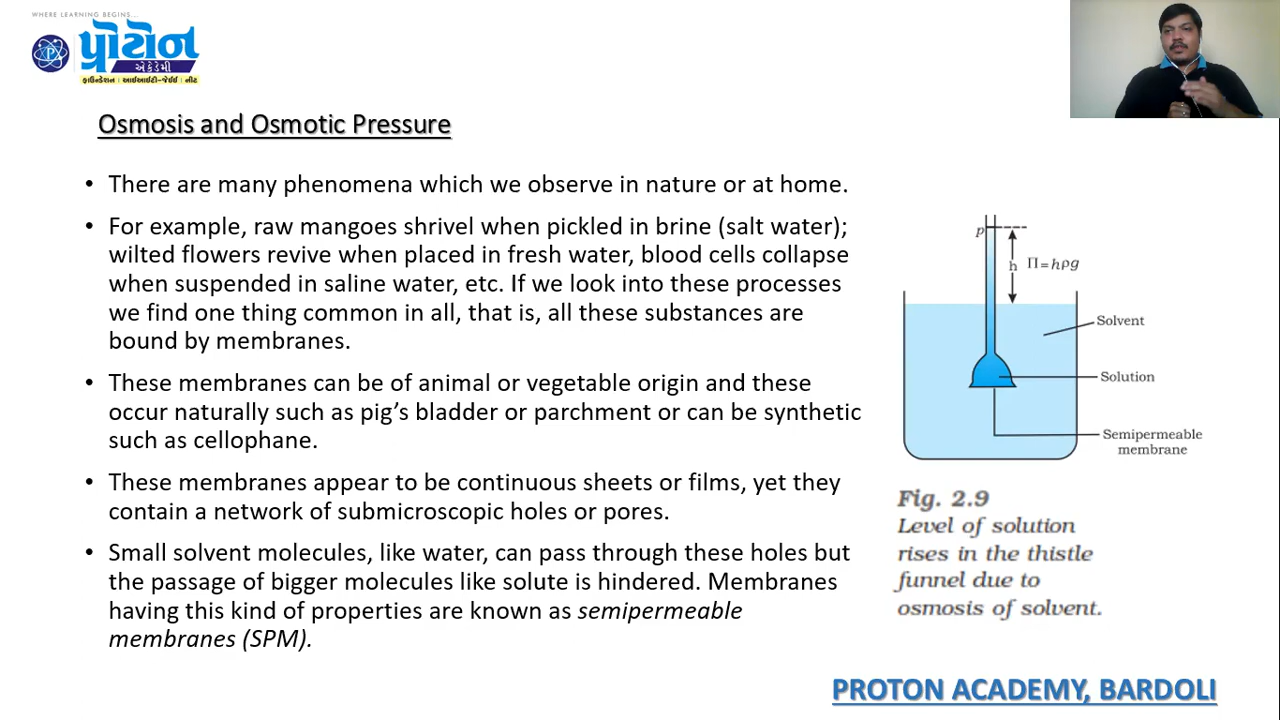 WHERE LEARNING BEGINS...
પ્રોટોન
એકેડેમી
ફાઉન્ડેશન | આઈઆઈટી-જેઈઈ | નીટ
Osmosis and Osmotic Pressure
• There are many phenomena which we observe in nature or at home.
• For example, raw mangoes shrivel when pickled in brine (salt water);
wilted flowers revive when placed in fresh water, blood cells collapse
when suspended in saline water, etc. If we look into these processes
we find one thing common in all, that is, all these substances are
bound by membranes.
• These membranes can be of animal or vegetable origin and these
occur naturally such as pig’s bladder or parchment or can be synthetic
such as cellophane.
• These membranes appear to be continuous sheets or films, yet they
contain a network of submicroscopic holes or pores.
• Small solvent molecules, like water, can pass through these holes but
the passage of bigger molecules like solute is hindered. Membranes
having this kind of properties are known as semipermeable
membranes (SPM).
p
h Π=hρg
Solvent
Solution
Semipermeable
membrane
Fig. 2.9
Level of solution
rises in the thistle
funnel due to
osmosis of solvent.
PROTON ACADEMY, BARDOLI